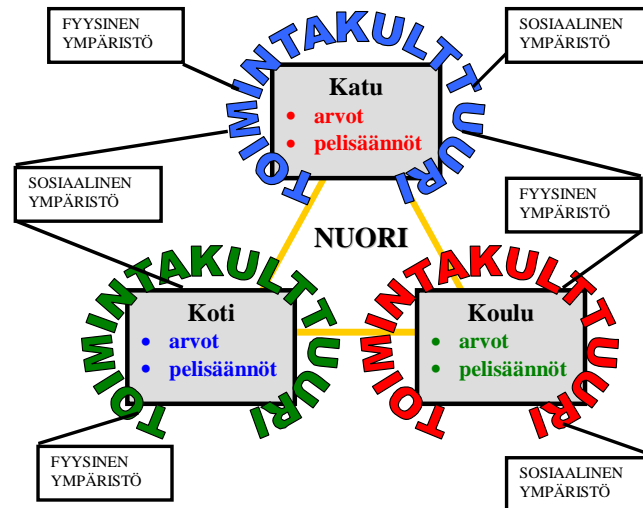 FYYSINEN
YMPÄRISTÖ
SOSIAALINEN
YMPÄRISTÖ
TOIMINTAKULTTUURI
Katu
• arvot
• pelisäännöt
SOSIAALINEN
YMPÄRISTÖ
FYYSINEN
YMPÄRISTÖ
NUORI
TOIMINTAKULTTUURI
Koti
• arvot
• pelisäännöt
TOIMINTAKULTTUURI
Koulu
• arvot
• pelisäännöt
FYYSINEN
YMPÄRISTÖ
SOSIAALINEN
YMPÄRISTÖ